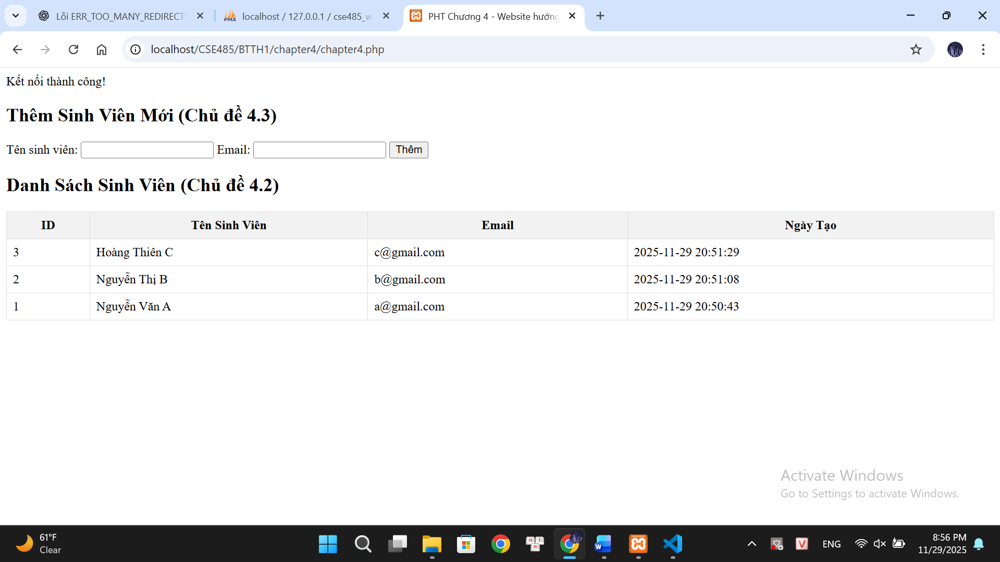 Lỗi ERR_TOO_MANY_REDIRECTS
localhost / 127.0.0.1 / cse485_w
PHT Chương 4 - Website hướng
localhost/CSE485/BTTH1/chapter4/chapter4.php
Kết nối thành công!
Thêm Sinh Viên Mới (Chủ đề 4.3)
Tên sinh viên: Email: Thêm
Danh Sách Sinh Viên (Chủ đề 4.2)
ID Tên Sinh Viên Email Ngày Tạo
3 Hoàng Thiên C c@gmail.com 2025-11-29 20:51:29
2 Nguyễn Thị B b@gmail.com 2025-11-29 20:51:08
1 Nguyễn Văn A a@gmail.com 2025-11-29 20:50:43
Activate Windows
Go to Settings to activate Windows.
61°F
Clear
ENG
8:56 PM
11/29/2025